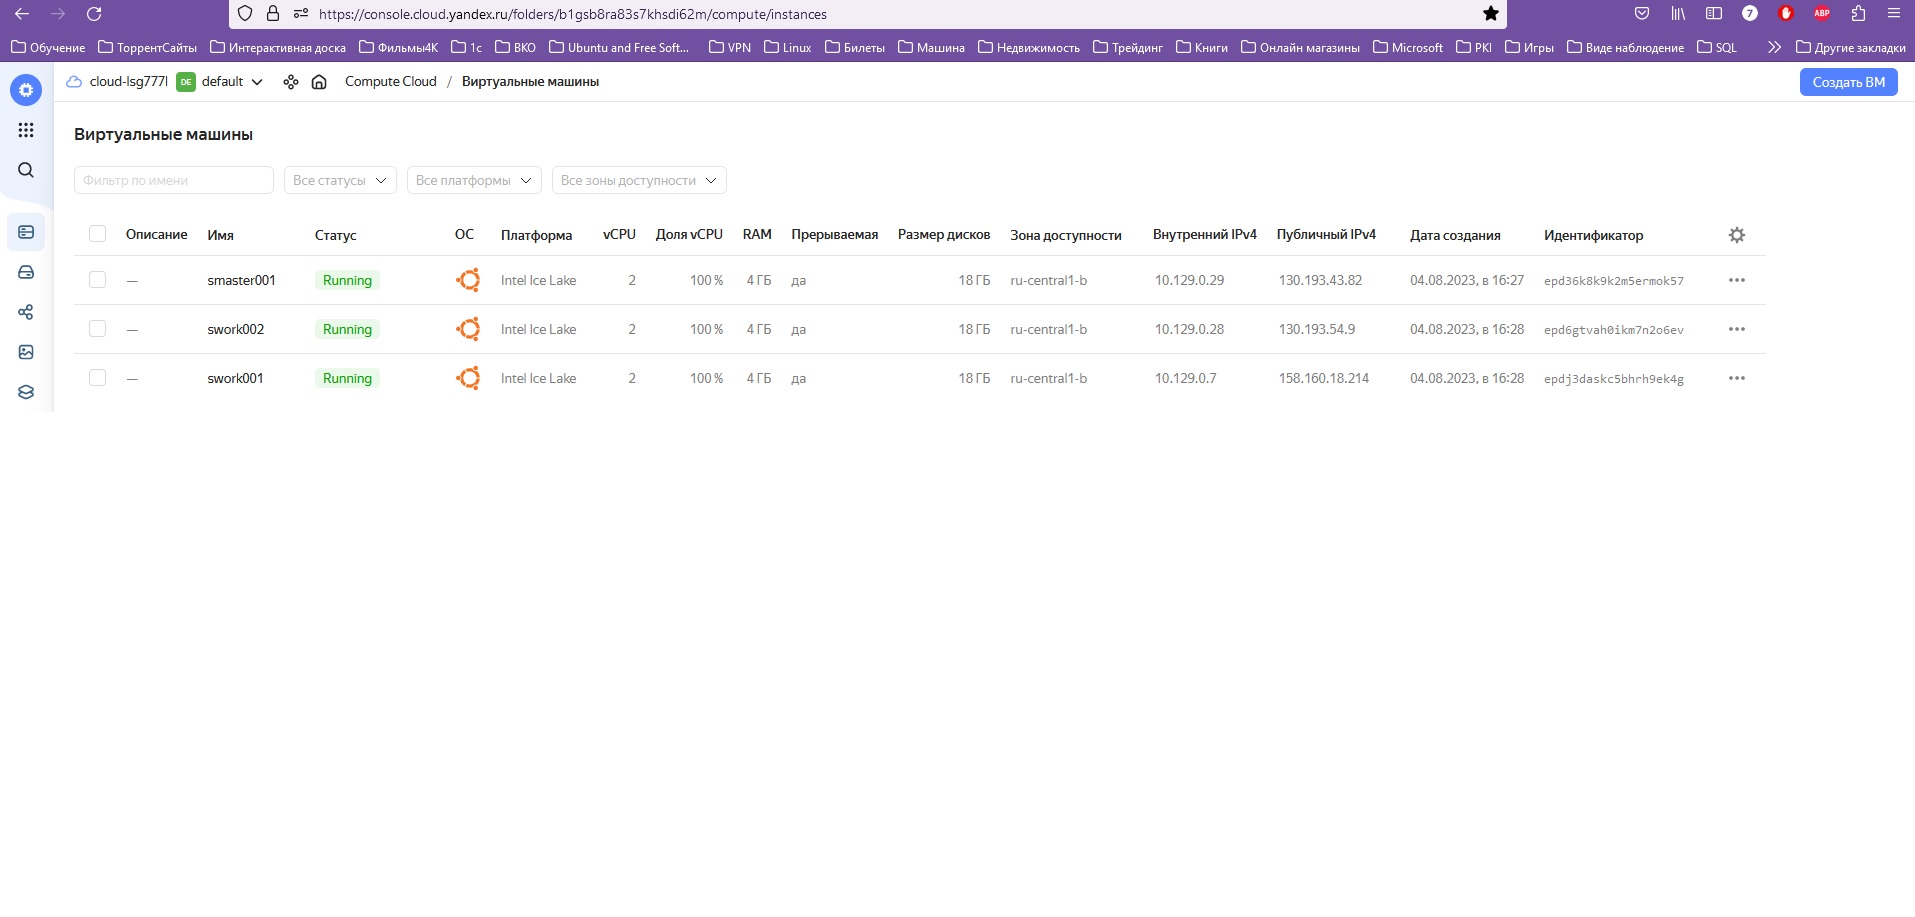 https://console.cloud.yandex.ru/folders/b1gsb8ra83s7khsdi62m/compute/instances
7 ABP
Обучение ТоррентСайты Интерактивная доска Фильмы4К 1с ВКО Ubuntu and Free Soft... VPN Linux Билеты Машина Недвижимость Трейдинг Книги Онлайн магазины Microsoft PKI Игры Виде наблюдение SQL Другие закладки
cloud-lsg777l DE default Compute Cloud / Виртуальные машины Создать ВМ
Виртуальные машины
Фильтр по имени Все статусы Все платформы Все зоны доступности
Описание Имя Статус ОС Платформа vCPU Доля vCPU RAM Прерываемая Размер дисков Зона доступности Внутренний IPv4 Публичный IPv4 Дата создания Идентификатор
— smaster001 Running Intel Ice Lake 2 100 % 4 ГБ да 18 ГБ ru-central1-b 10.129.0.29 130.193.43.82 04.08.2023, в 16:27 epd36k8k9k2m5ermok57
— swork002 Running Intel Ice Lake 2 100 % 4 ГБ да 18 ГБ ru-central1-b 10.129.0.28 130.193.54.9 04.08.2023, в 16:28 epd6gtvah0ikm7n2o6ev
— swork001 Running Intel Ice Lake 2 100 % 4 ГБ да 18 ГБ ru-central1-b 10.129.0.7 158.160.18.214 04.08.2023, в 16:28 epdj3daskc5bhrh9ek4g